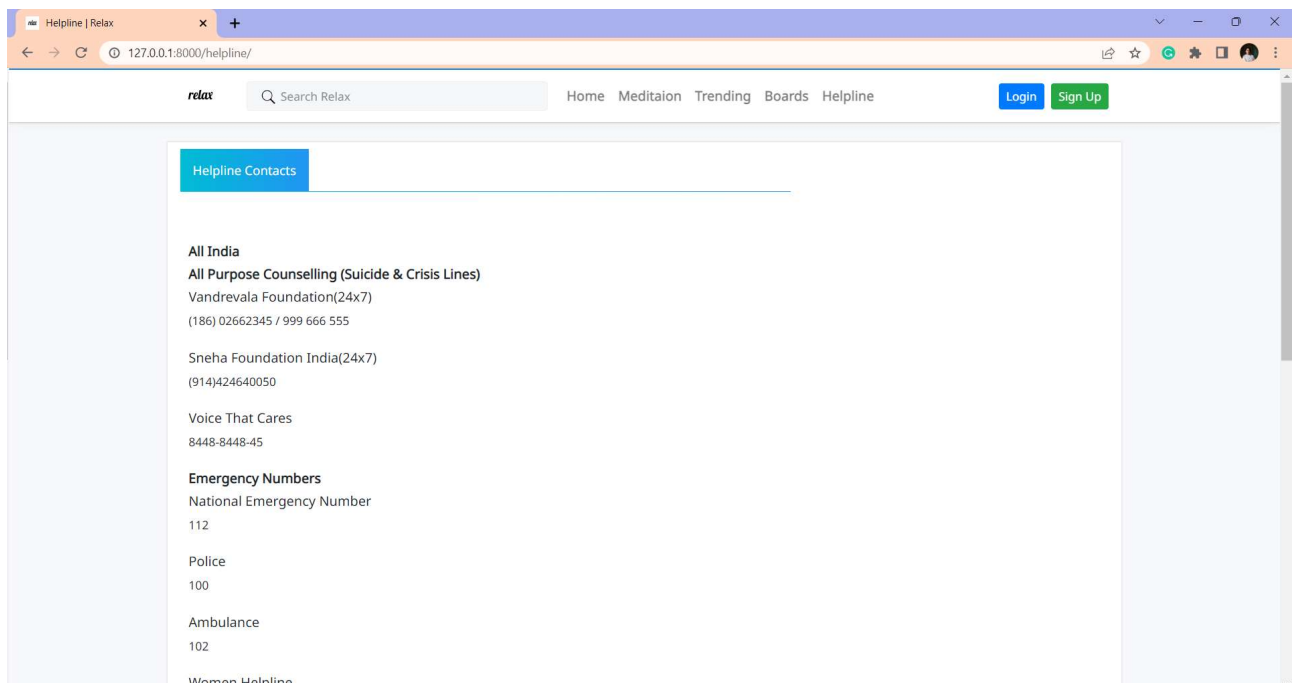 Helpline | Relax
127.0.0.1:8000/helpline/
relax Search Relax Home Meditaion Trending Boards Helpline Login Sign Up
Helpline Contacts
All India
All Purpose Counselling (Suicide & Crisis Lines)
Vandrevala Foundation(24x7)
(186) 02662345 / 999 666 555
Sneha Foundation India(24x7)
(914)424640050
Voice That Cares
8448-8448-45
Emergency Numbers
National Emergency Number
112
Police
100
Ambulance
102
Women Helpline